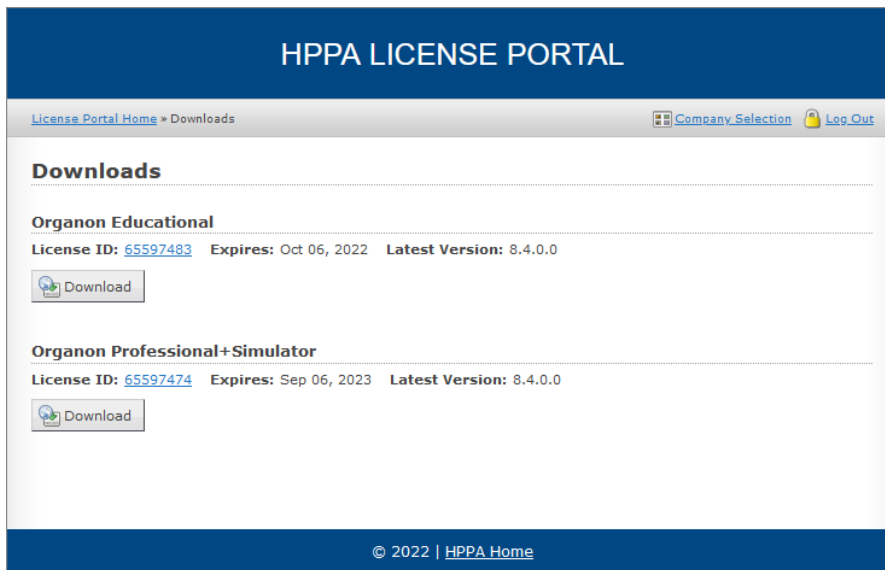 HPPA LICENSE PORTAL
License Portal Home » Downloads Company Selection Log Out
Downloads
Organon Educational
License ID: 65597483 Expires: Oct 06, 2022 Latest Version: 8.4.0.0
Download
Organon Professional+Simulator
License ID: 65597474 Expires: Sep 06, 2023 Latest Version: 8.4.0.0
Download
© 2022 | HPPA Home